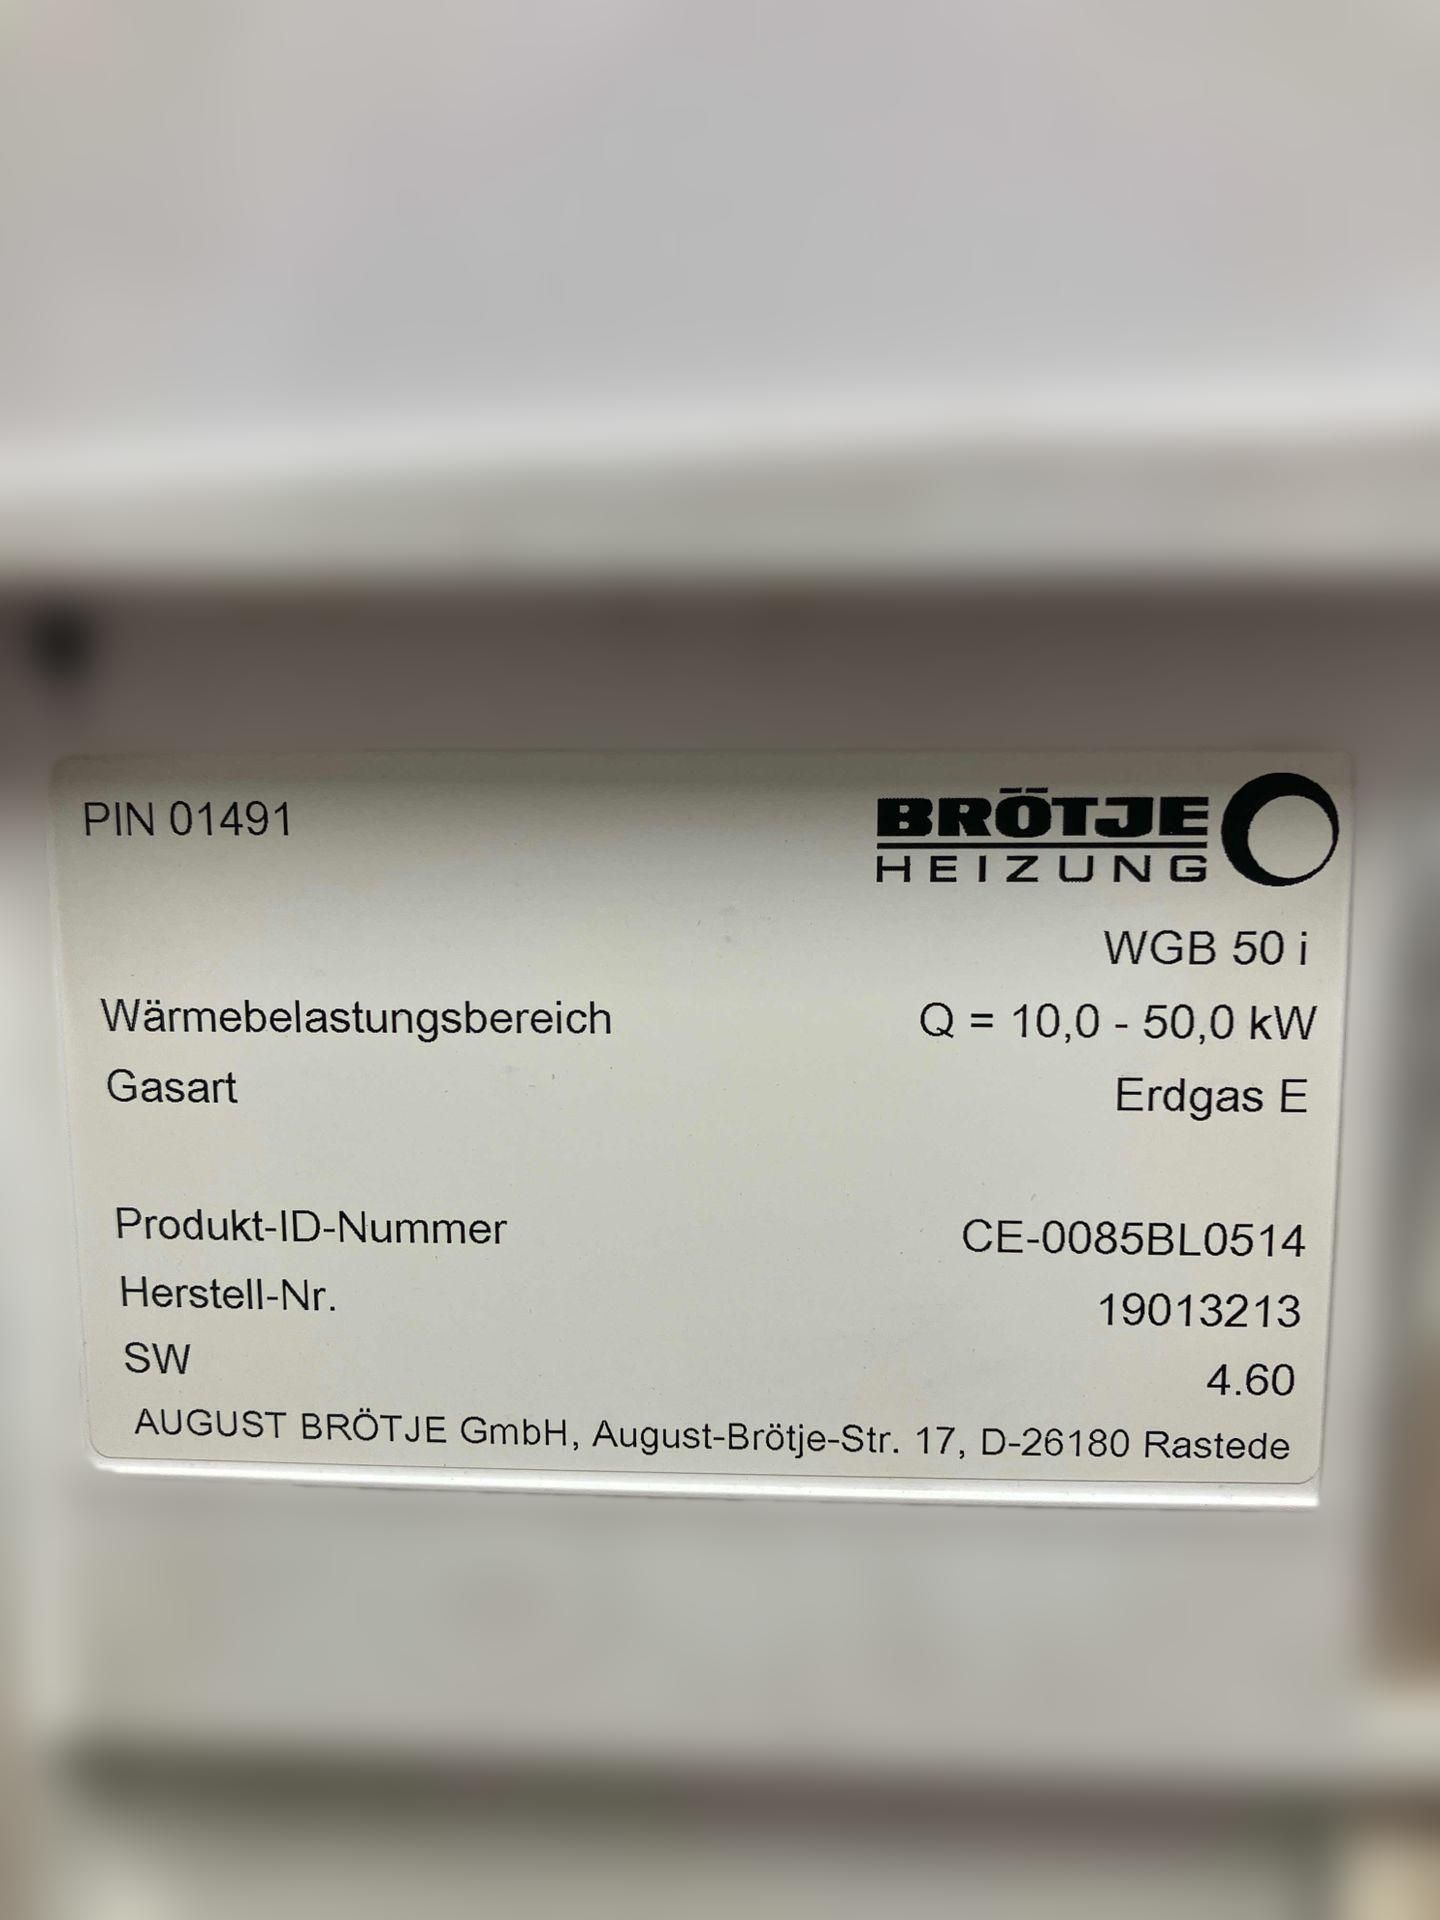 PIN 01491
BRÖTJE
HEIZUNG
WGB 50 i
Wärmebelastungsbereich Q = 10,0 - 50,0 kW
Gasart Erdgas E
Produkt-ID-Nummer CE-0085BL0514
Herstell-Nr. 19013213
SW 4.60
AUGUST BRÖTJE GmbH, August-Brötje-Str. 17, D-26180 Rastede